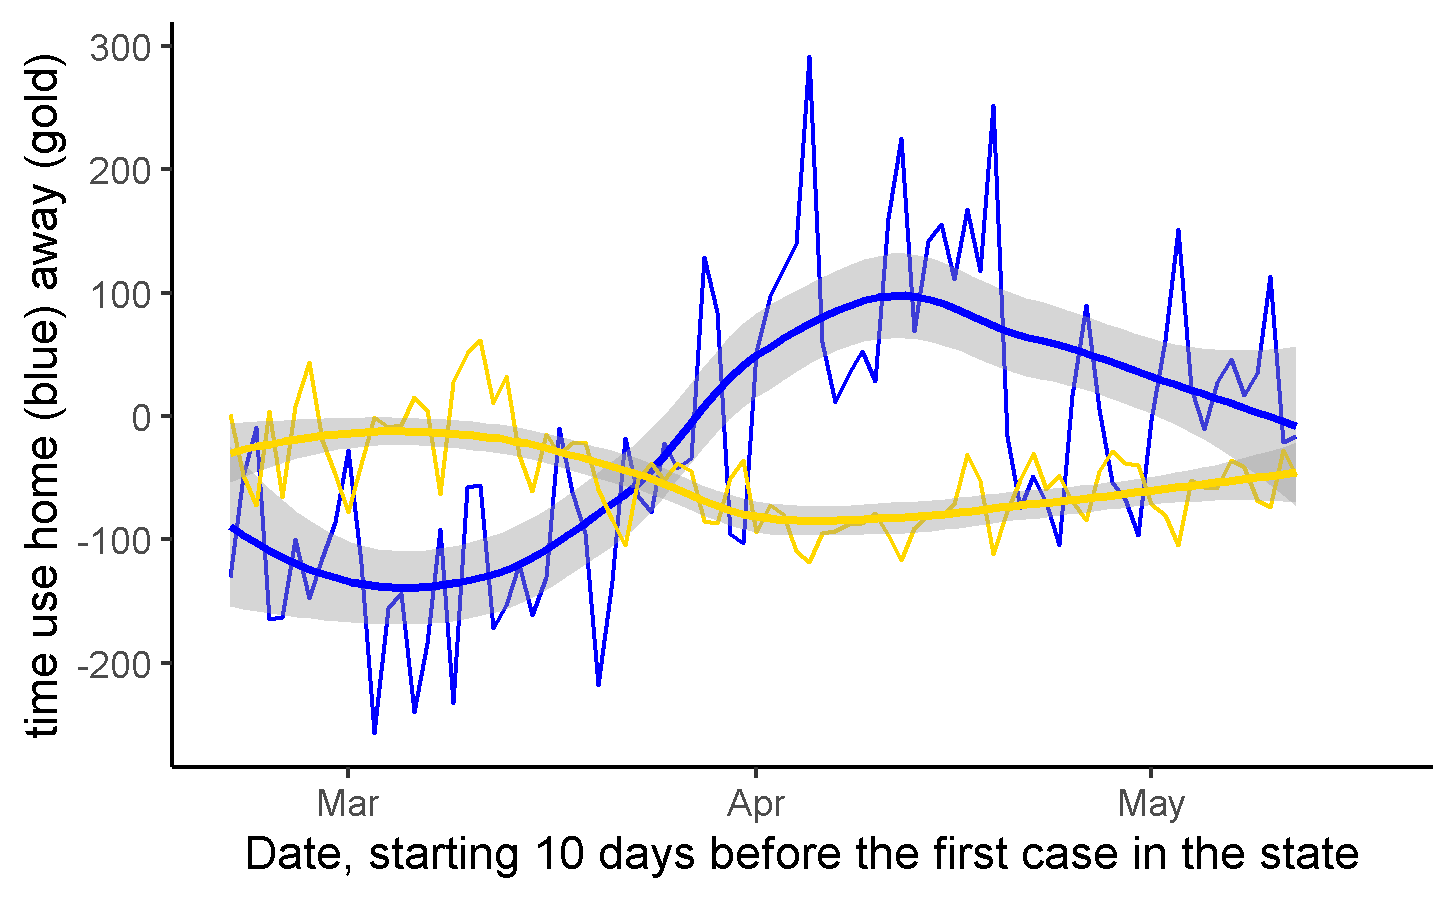 time use home (blue) away (gold)
300
200
100
0
-100
-200
Mar
Apr
May
Date, starting 10 days before the first case in the state